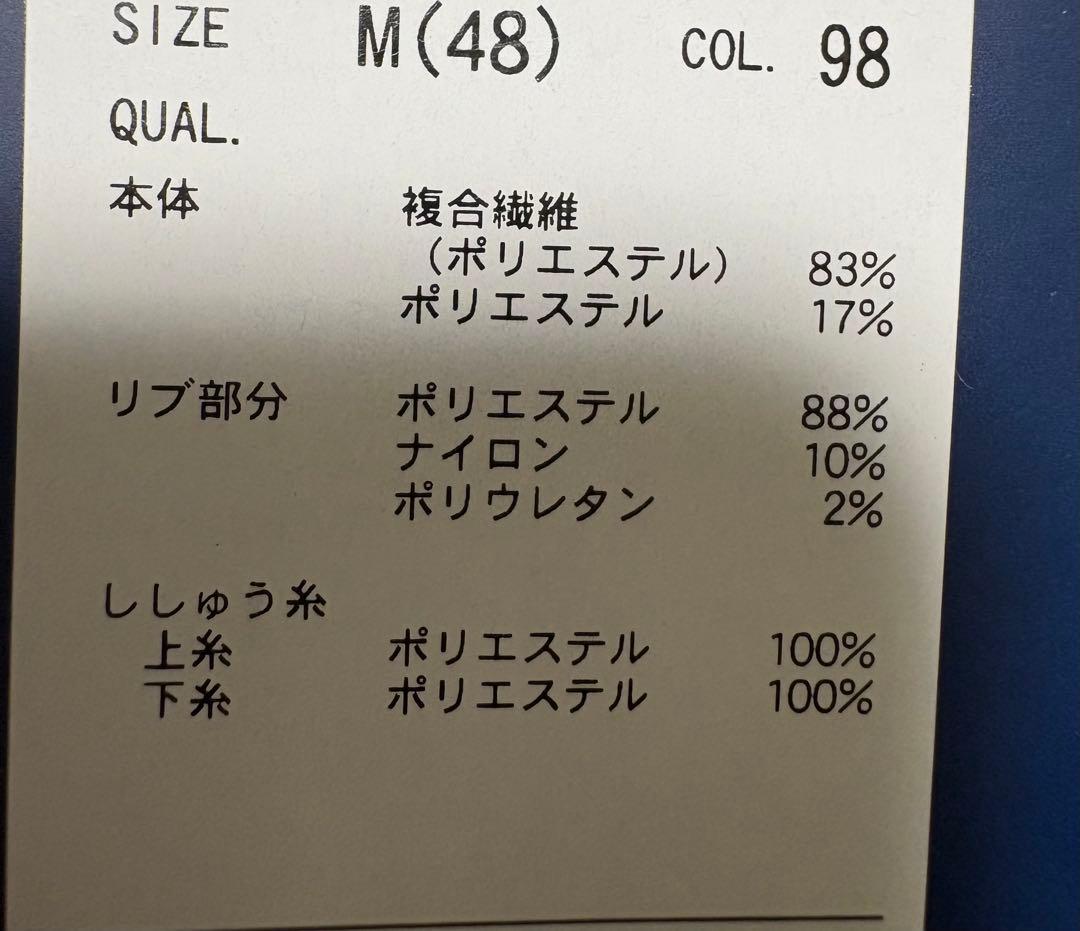 SIZE M(48) COL. 98
QUAL.
本体 複合繊維
(ポリエステル) 83%
ポリエステル 17%
リブ部分 ポリエステル 88%
ナイロン 10%
ポリウレタン 2%
ししゅう糸
上糸 ポリエステル 100%
下糸 ポリエステル 100%